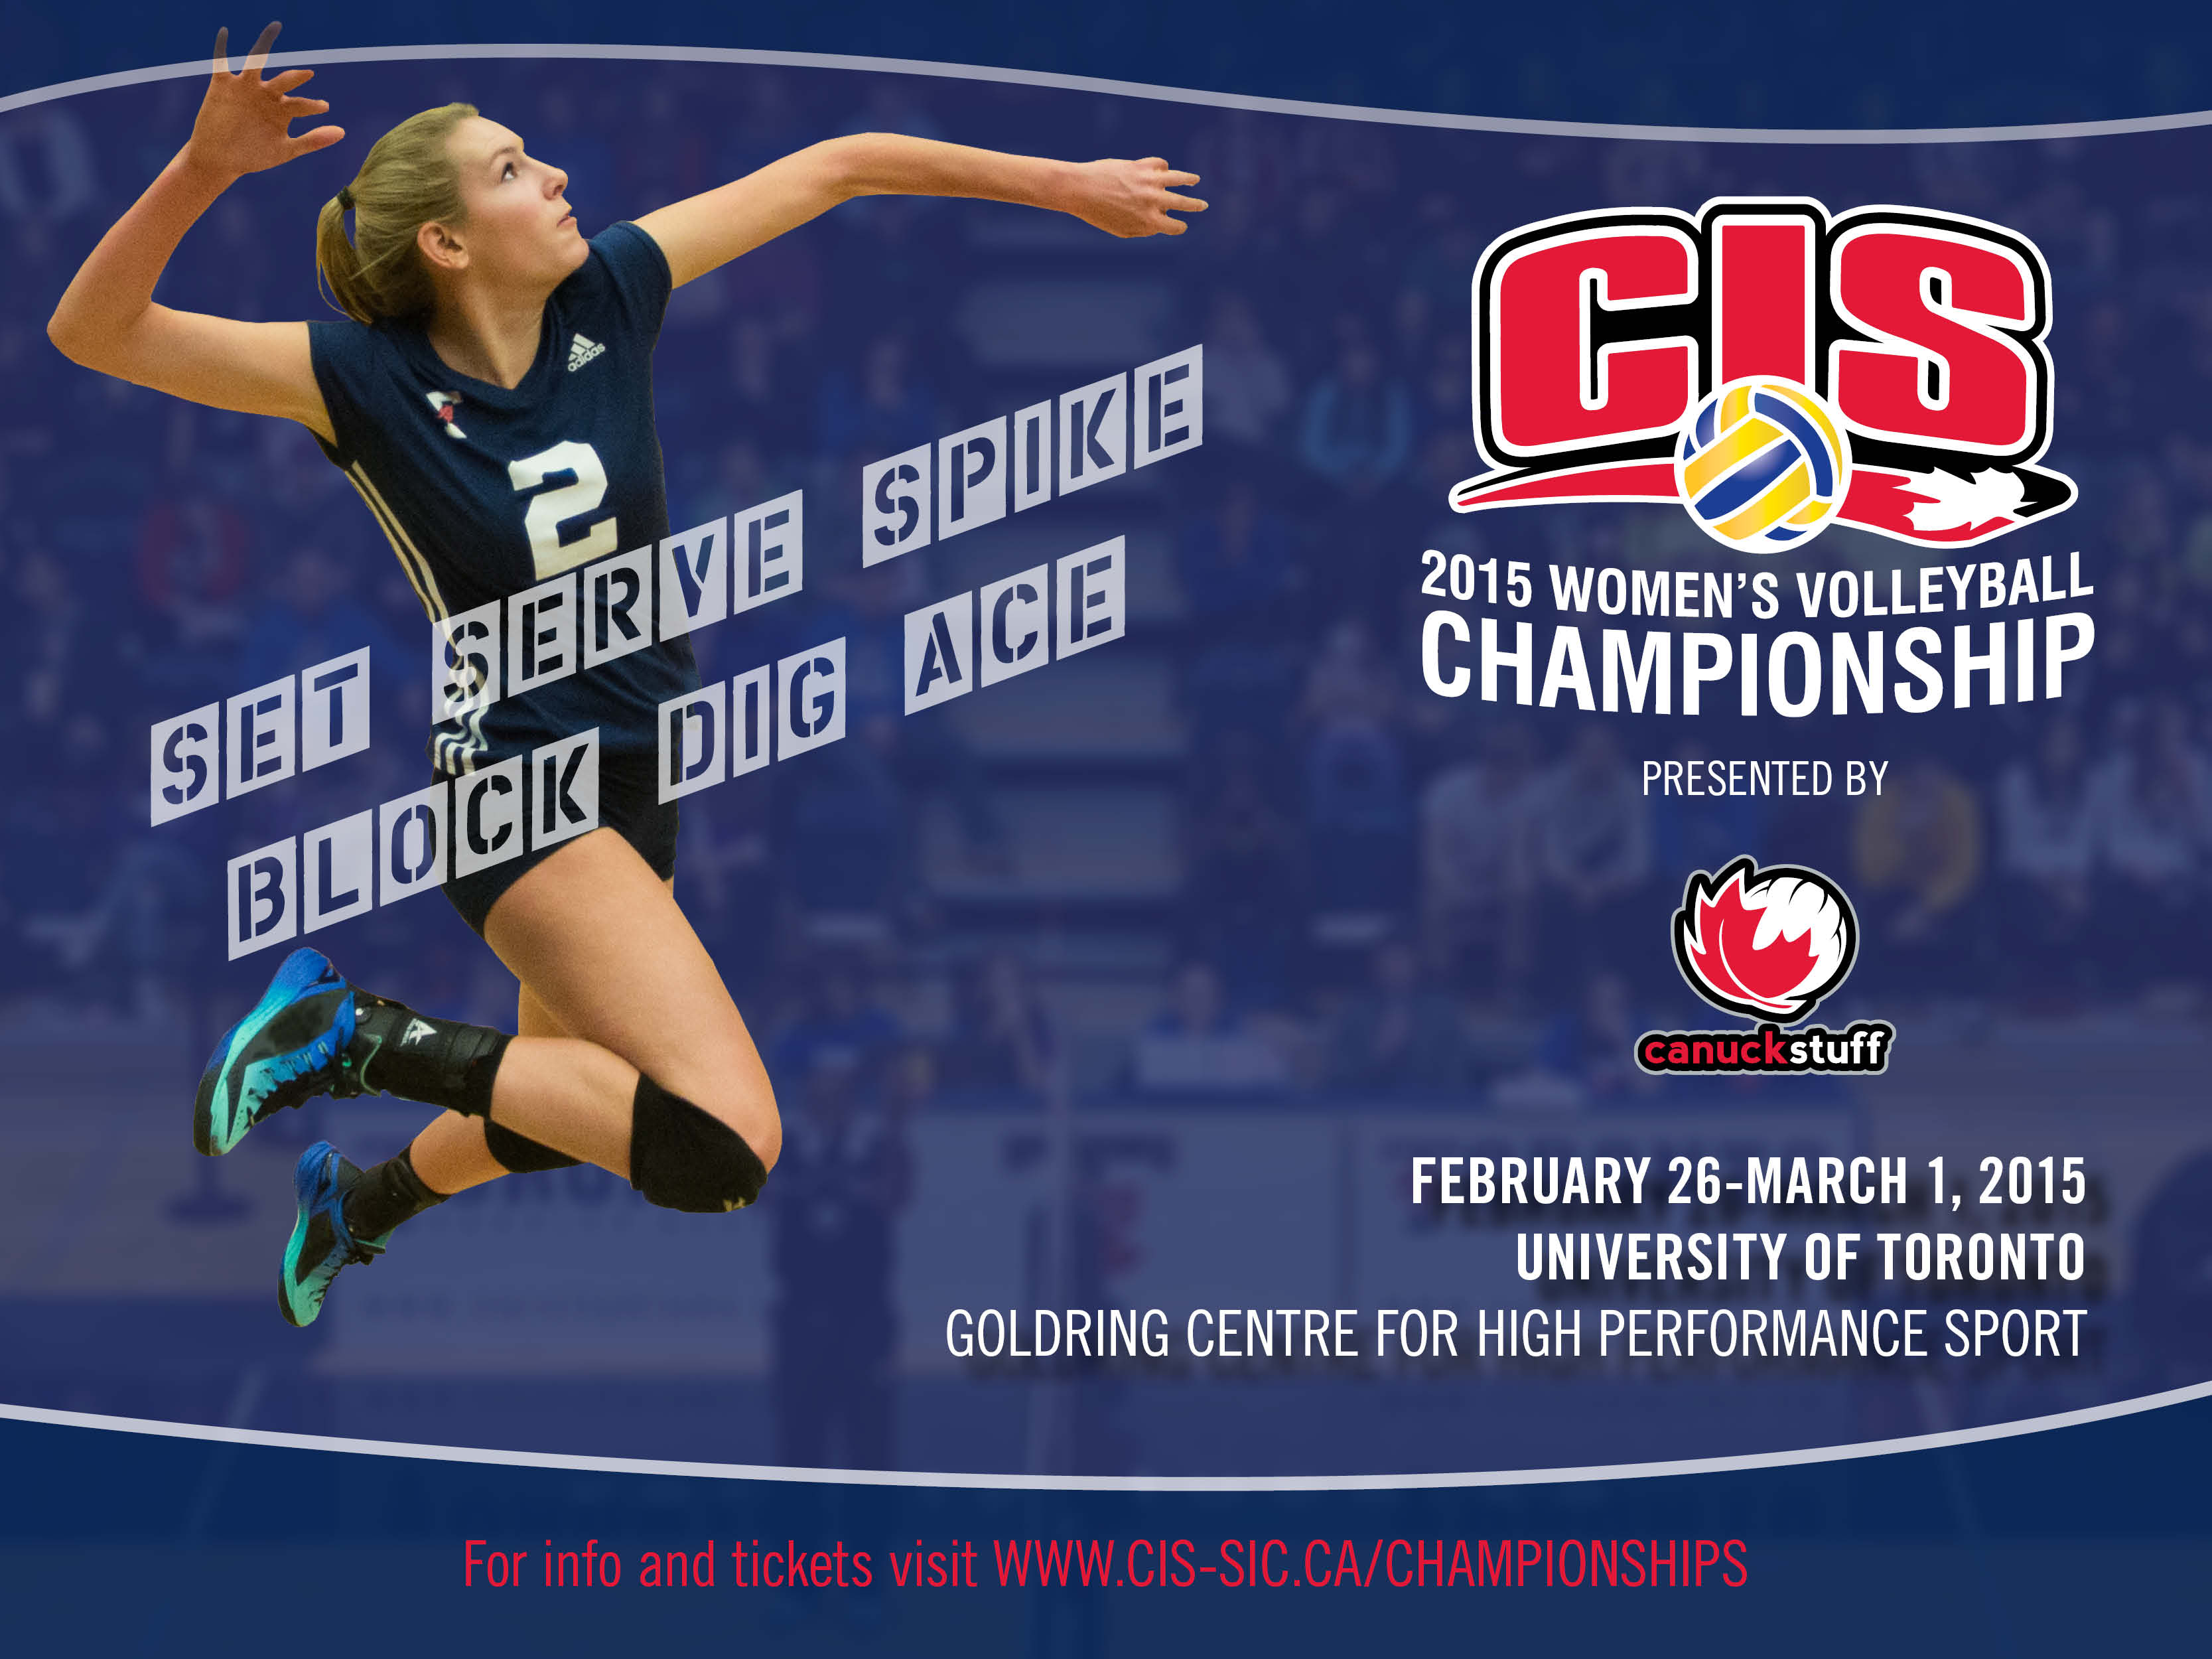 adidas
2
SET SERVE SPIKE
BLOCK DIG ACE
CIS
2015 WOMEN'S VOLLEYBALL
CHAMPIONSHIP
PRESENTED BY
canuckstuff
FEBRUARY 26-MARCH 1, 2015
UNIVERSITY OF TORONTO
GOLDRING CENTRE FOR HIGH PERFORMANCE SPORT
For info and tickets visit WWW.CIS-SIC.CA/CHAMPIONSHIPS